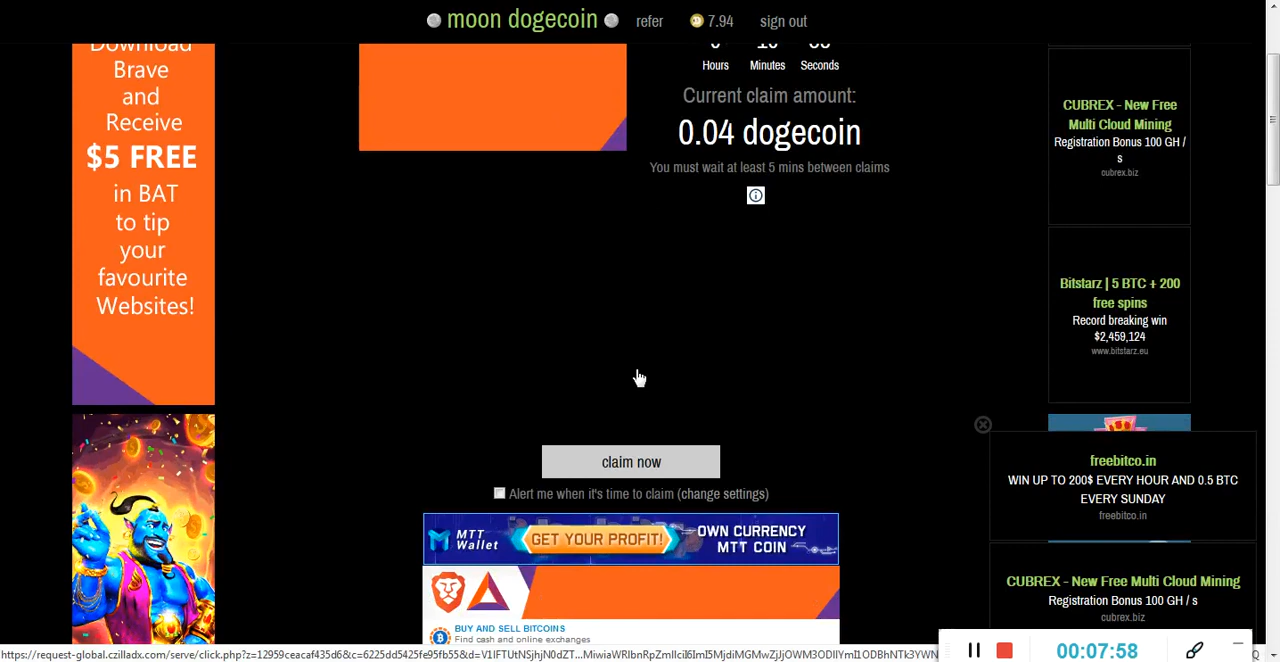 moon dogecoin
refer
7.94
sign out
Download
Brave
and
Receive
$5 FREE
in BAT
to tip
your
favourite
Websites!
Hours
Minutes
Seconds
Current claim amount:
0.04 dogecoin
You must wait at least 5 mins between claims
claim now
Alert me when it's time to claim (change settings)
MTT
Wallet
GET YOUR PROFIT!
OWN CURRENCY
MTT COIN
BUY AND SELL BITCOINS
Find cash and online exchanges
CUBREX - New Free
Multi Cloud Mining
Registration Bonus 100 GH /
s
cubrex.biz
Bitstarz | 5 BTC + 200
free spins
Record breaking win
$2,459,124
www.bitstarz.eu
freebitco.in
WIN UP TO 200$ EVERY HOUR AND 0.5 BTC
EVERY SUNDAY
freebitco.in
CUBREX - New Free Multi Cloud Mining
Registration Bonus 100 GH / s
cubrex.biz
00:07:58